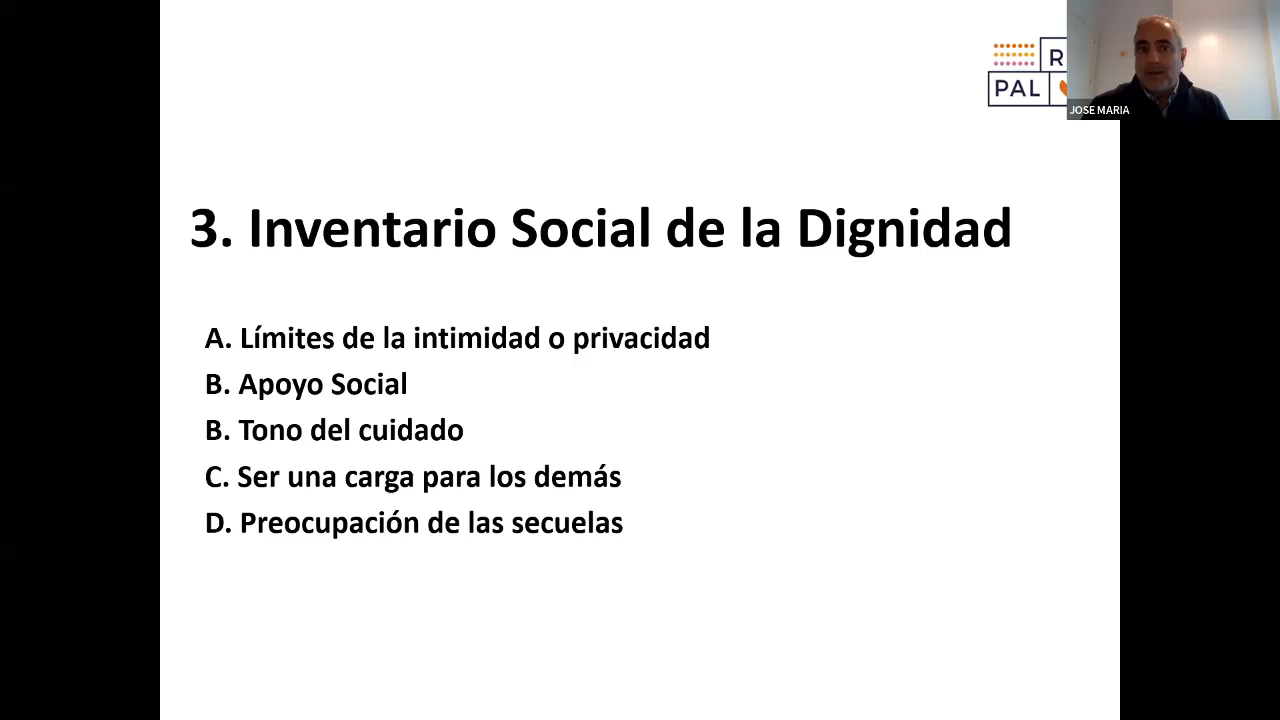 R
PAL
JOSE MARIA
3. Inventario Social de la Dignidad
A. Límites de la intimidad o privacidad
B. Apoyo Social
B. Tono del cuidado
C. Ser una carga para los demás
D. Preocupación de las secuelas